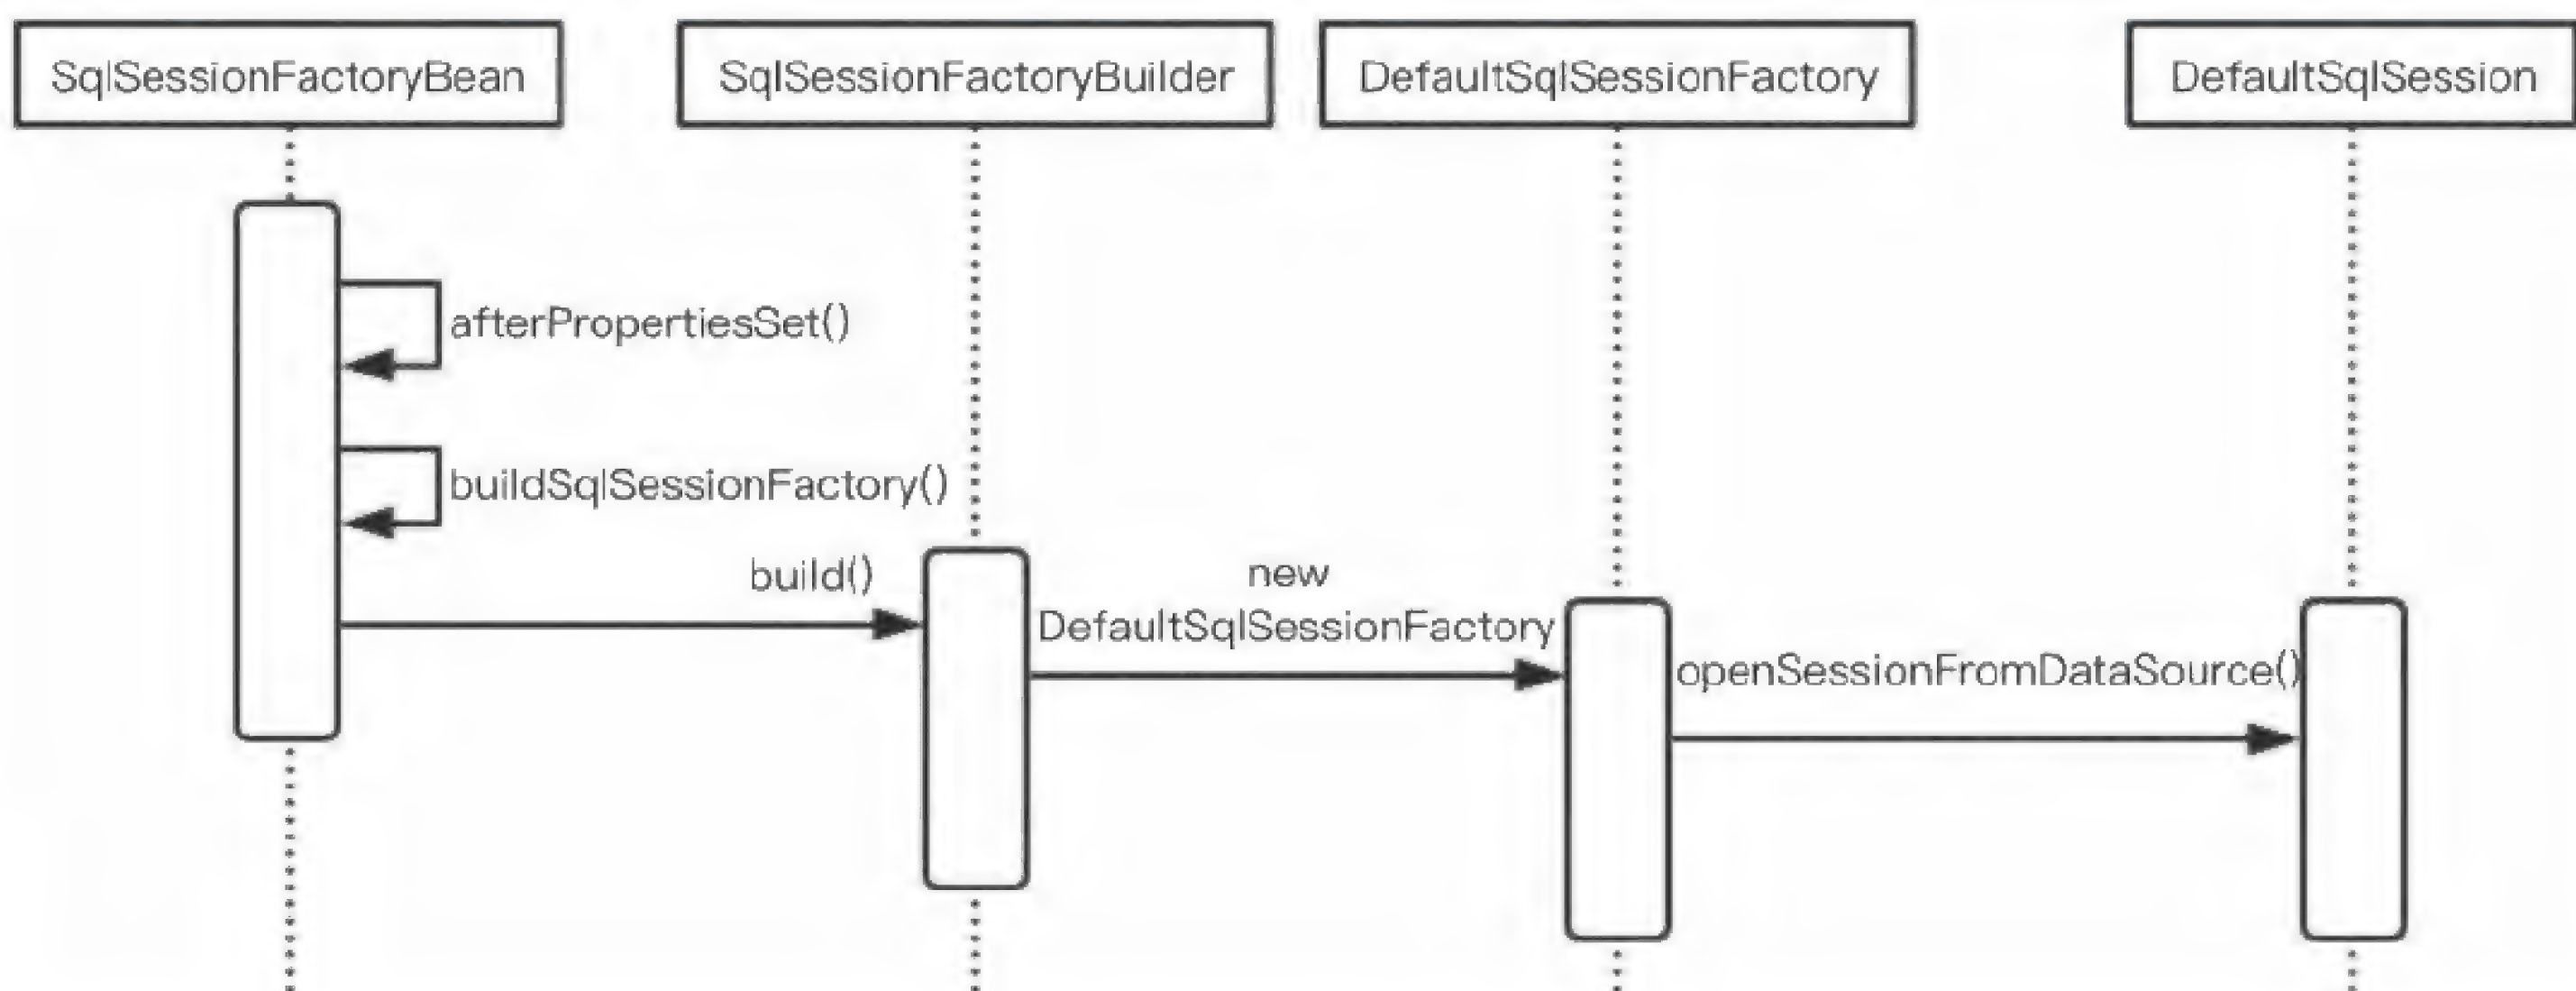 SqlSessionFactoryBean
SqlSessionFactoryBuilder
DefaultSqlSessionFactory
DefaultSqlSession
afterPropertiesSet()
buildSqlSessionFactory()
build()
new
DefaultSqlSessionFactory
openSessionFromDataSource()